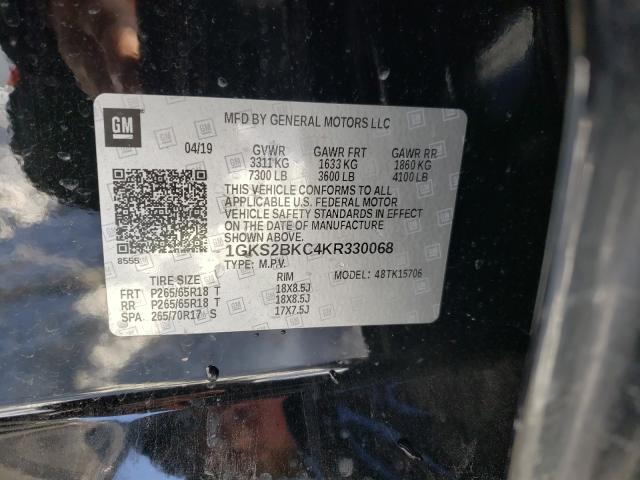 GM
MFD BY GENERAL MOTORS LLC
04/19 GVWR GAWR FRT GAWR RR
3311 KG 1633 KG 1860 KG
7300 LB 3600 LB 4100 LB
THIS VEHICLE CONFORMS TO ALL
APPLICABLE U.S. FEDERAL MOTOR
VEHICLE SAFETY STANDARDS IN EFFECT
ON THE DATE OF MANUFACTURE
SHOWN ABOVE.
8555 1GKS2BKC4KR330068
TYPE: M.P.V. MODEL: 48TK15706
TIRE SIZE RIM
FRT P265/65R18 T 18X8.5J
RR P265/65R18 T 18X8.5J
SPA 265/70R17 S 17X7.5J